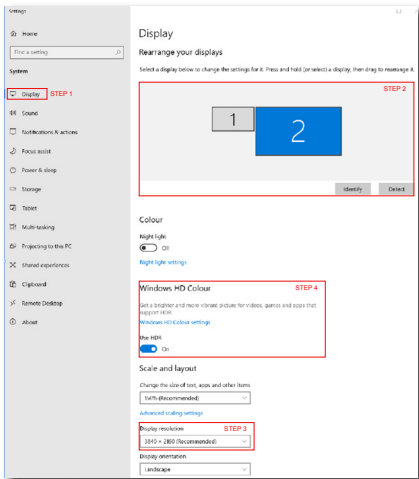 Settings
Home
Find a setting
System
Display STEP 1
Sound
Notifications & actions
Focus assist
Power & sleep
Storage
Tablet
Multi-tasking
Projecting to this PC
Shared experiences
Clipboard
Remote Desktop
About
Display
Rearrange your displays
Select a display below to change the settings for it. Press and hold (or select) a display, then drag to rearrange it.
STEP 2
1
2
Identify
Detect
Colour
Night light
Off
Night light settings
Windows HD Colour STEP 4
Get a brighter and more vibrant picture for videos, games and apps that
support HDR.
Windows HD Colour settings
Use HDR
On
Scale and layout
Change the size of text, apps and other items
150% (Recommended)
Advanced scaling settings
Display resolution STEP 3
3840 × 2160 (Recommended)
Display orientation
Landscape